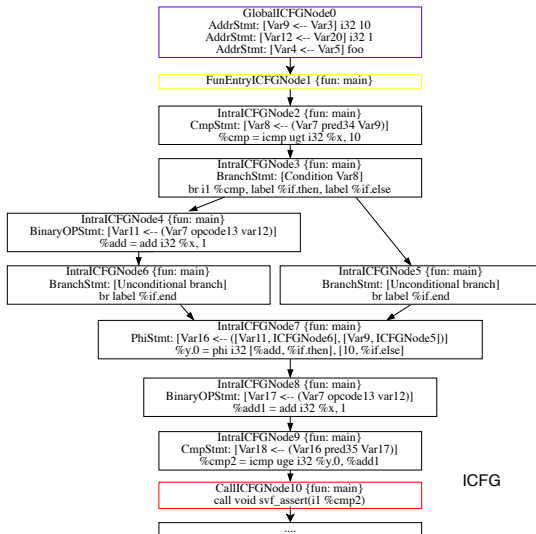 GlobalICFGNode0
AddrStmt: [Var9 <-- Var3] i32 10
AddrStmt: [Var12 <-- Var20] i32 1
AddrStmt: [Var4 <-- Var5] foo
FunEntryICFGNode1 {fun: main}
IntraICFGNode2 {fun: main}
CmpStmt: [Var8 <-- (Var7 pred34 Var9)]
%cmp = icmp ugt i32 %x, 10
IntraICFGNode3 {fun: main}
BranchStmt: [Condition Var8]
br i1 %cmp, label %if.then, label %if.else
IntraICFGNode4 {fun: main}
BinaryOPStmt: [Var11 <-- (Var7 opcode13 var12)]
%add = add i32 %x, 1
IntraICFGNode6 {fun: main}
BranchStmt: [Unconditional branch]
br label %if.end
IntraICFGNode5 {fun: main}
BranchStmt: [Unconditional branch]
br label %if.end
IntraICFGNode7 {fun: main}
PhiStmt: [Var16 <-- ([Var11, ICFGNode6], [Var9, ICFGNode5])]
%y.0 = phi i32 [%add, %if.then], [10, %if.else]
IntraICFGNode8 {fun: main}
BinaryOPStmt: [Var17 <-- (Var7 opcode13 var12)]
%add1 = add i32 %x, 1
IntraICFGNode9 {fun: main}
CmpStmt: [Var18 <-- (Var16 pred35 Var17)]
%cmp2 = icmp uge i32 %y.0, %add1
ICFG
CallICFGNode10 {fun: main}
call void svf_assert(i1 %cmp2)
....